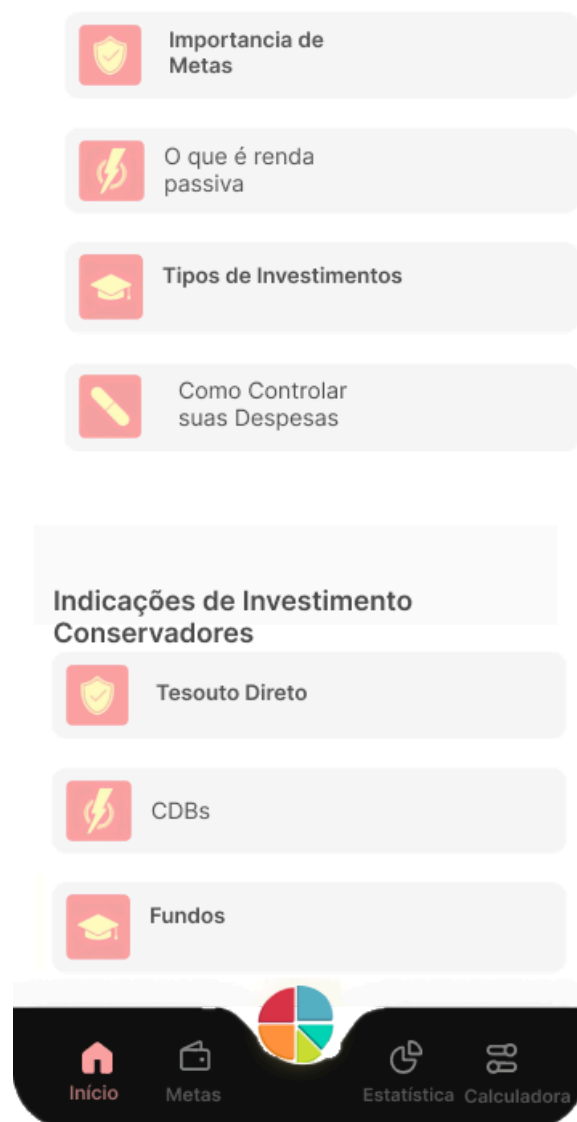 Importancia de
Metas
O que é renda
passiva
Tipos de Investimentos
Como Controlar
suas Despesas
Indicações de Investimento
Conservadores
Tesouto Direto
CDBs
Fundos
Início
Metas
Estatística
Calculadora